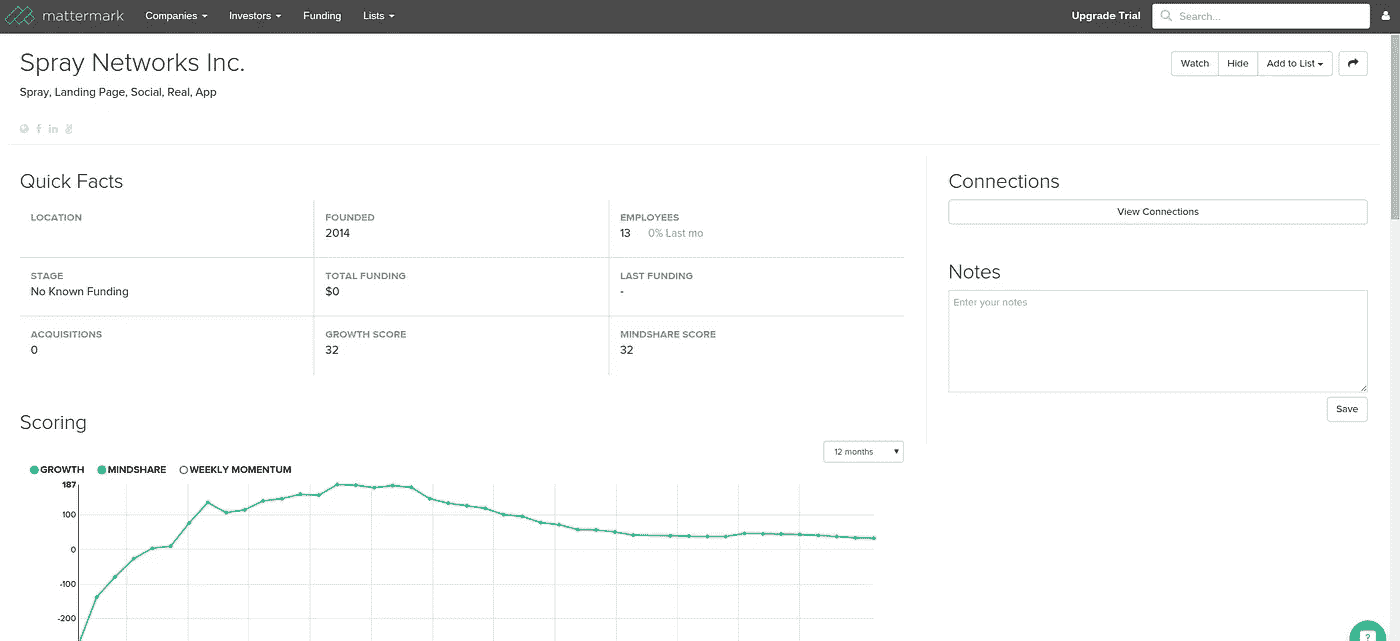 mattermark Companies Investors Funding Lists Upgrade Trial Search...
Spray Networks Inc.
Watch Hide Add to List
Spray, Landing Page, Social, Real, App
Quick Facts
LOCATION FOUNDED EMPLOYEES
2014 13 0% Last mo
STAGE TOTAL FUNDING LAST FUNDING
No Known Funding $0 -
ACQUISITIONS GROWTH SCORE MINDSHARE SCORE
0 32 32
Connections
View Connections
Notes
Enter your notes
Save
Scoring
12 months
GROWTH MINDSHARE WEEKLY MOMENTUM
187
100
0
-100
-200
?